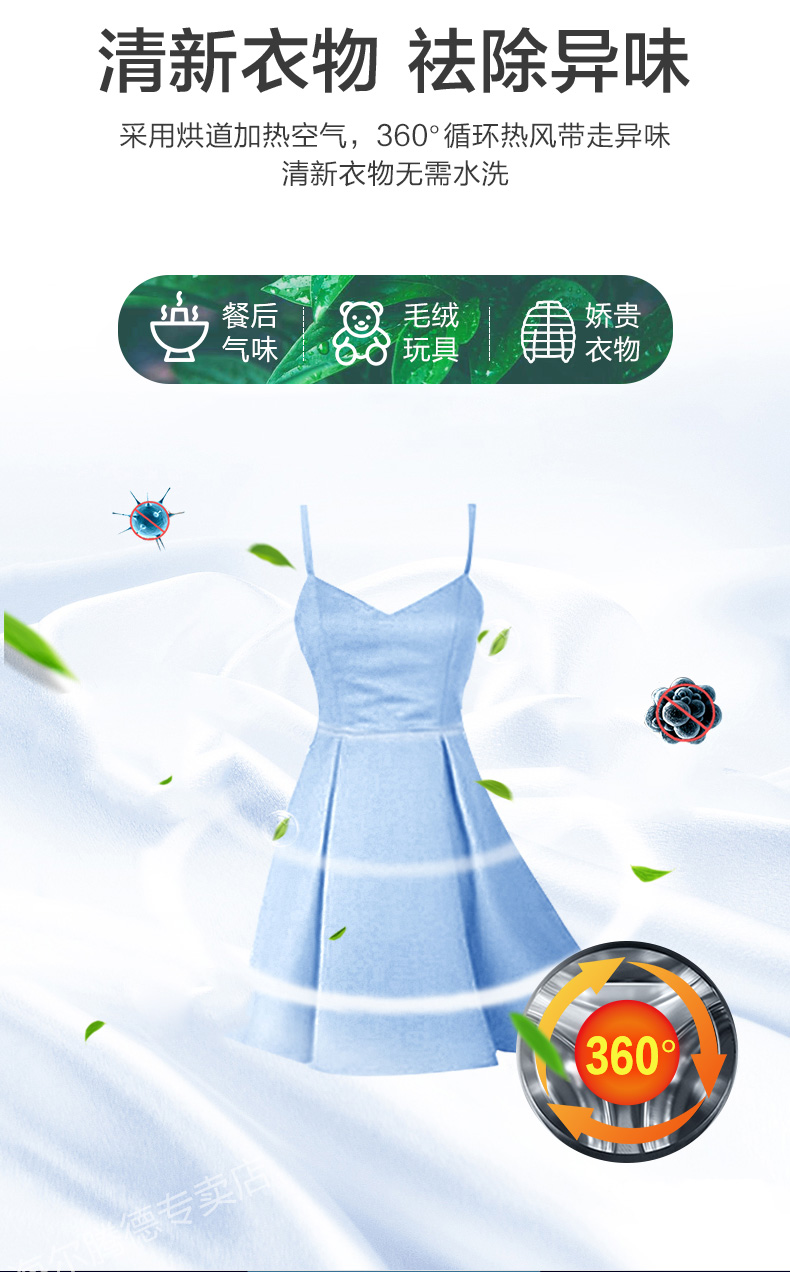 清新衣物 祛除异味
采用烘道加热空气，360°循环热风带走异味
清新衣物无需水洗
餐后
气味
毛绒
玩具
娇贵
衣物
360°
德专卖店